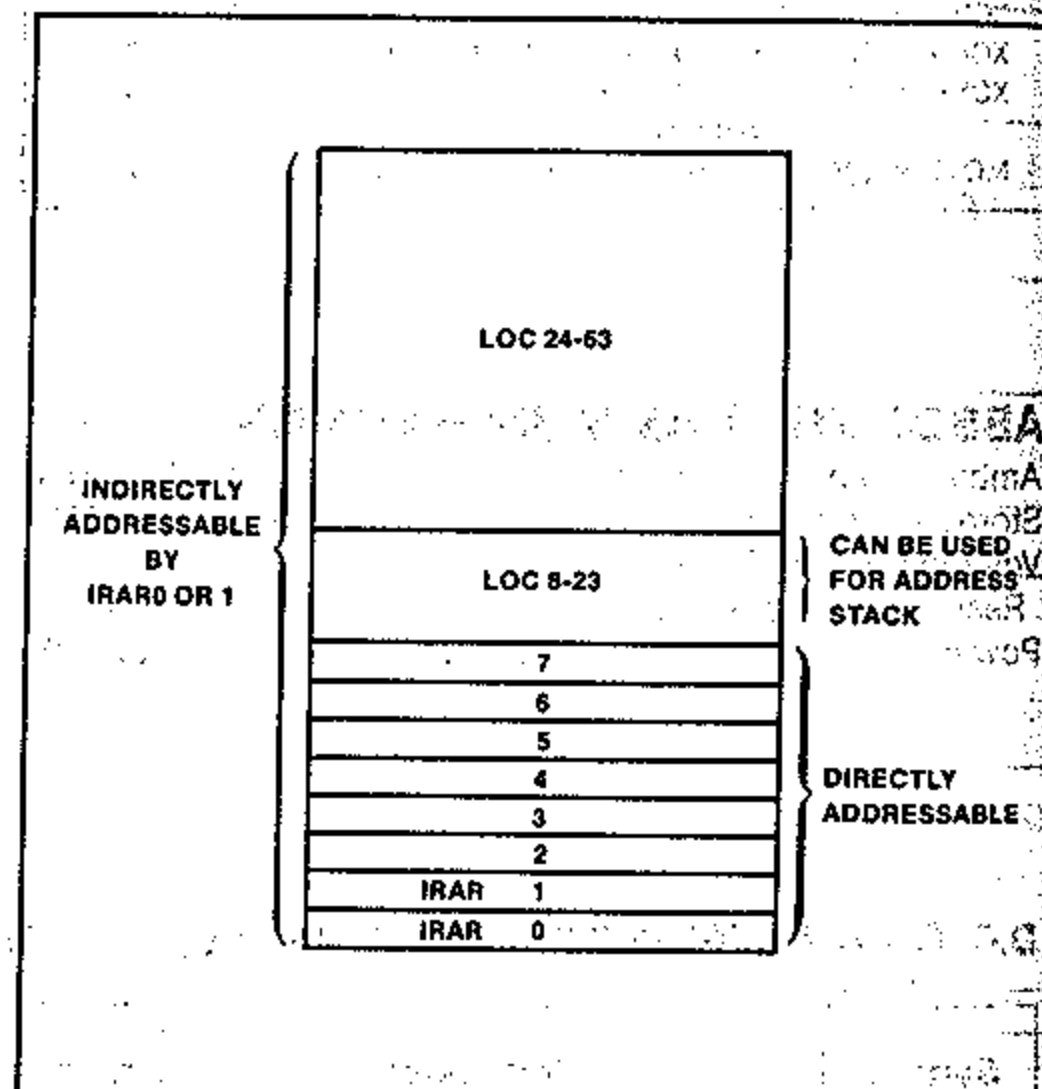 LOC 24-63
INDIRECTLY
ADDRESSABLE
BY
IRAR0 OR 1
LOC 8-23
CAN BE USED
FOR ADDRESS
STACK
7
6
5
4
3
2
IRAR 1
IRAR 0
DIRECTLY
ADDRESSABLE